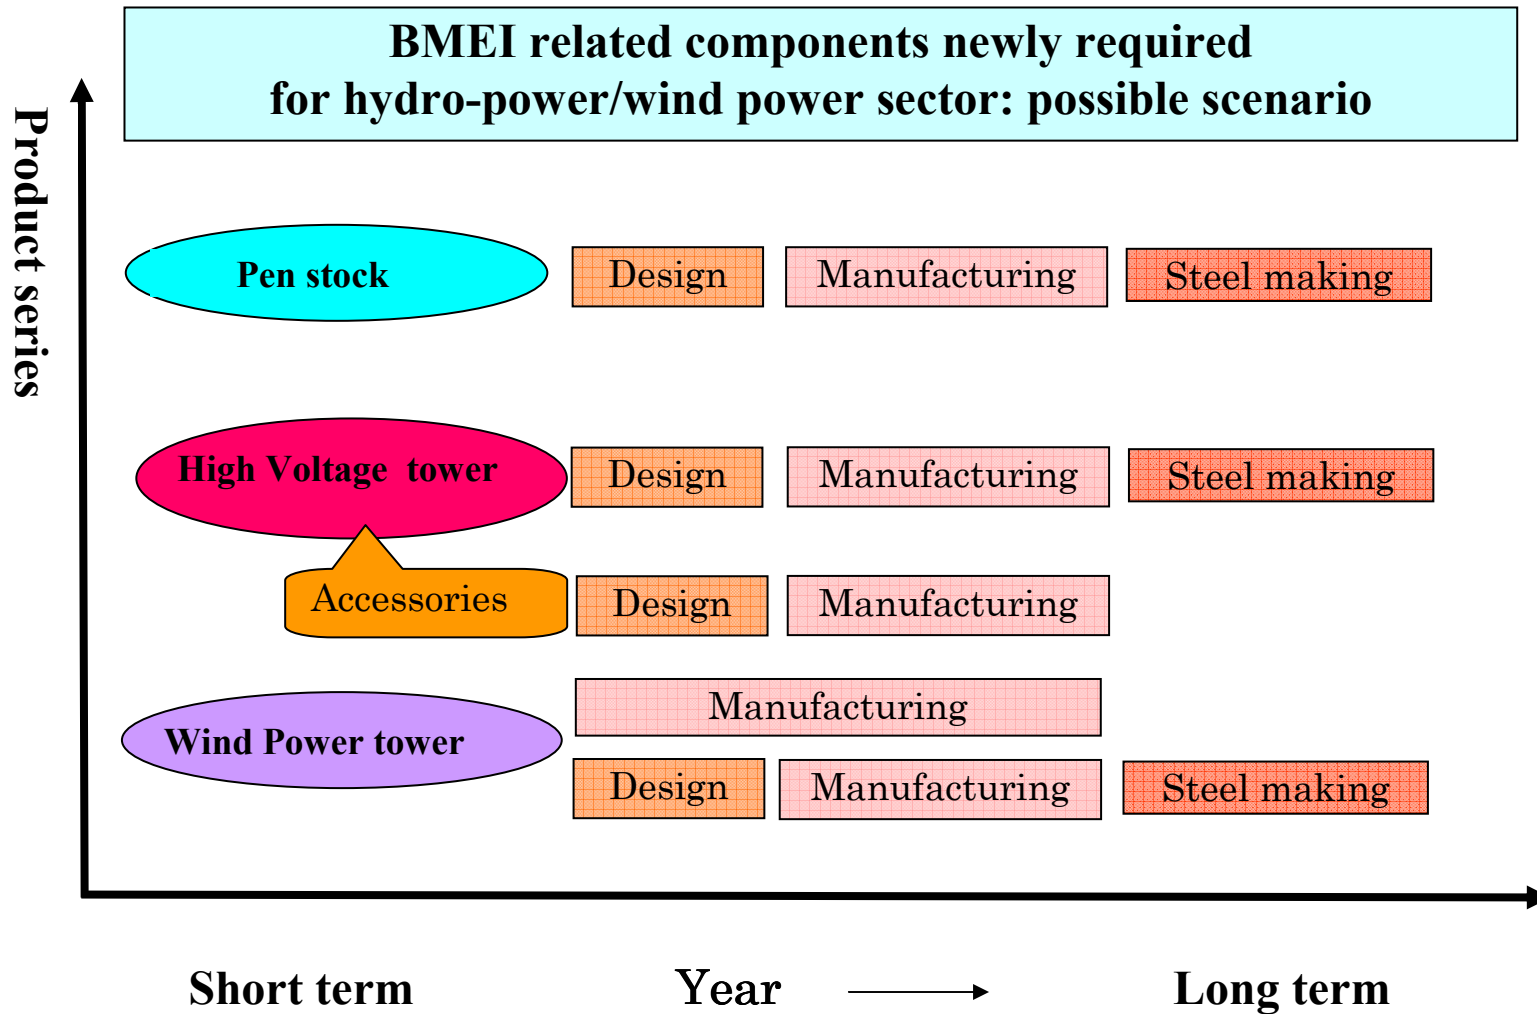 BMEI related components newly required
for hydro-power/wind power sector: possible scenario
Product series
Pen stock
Design
Manufacturing
Steel making
High Voltage  tower
Design
Manufacturing
Steel making
Accessories
Design
Manufacturing
Manufacturing
Wind Power tower
Design
Manufacturing
Steel making
Short term
Year
Long term